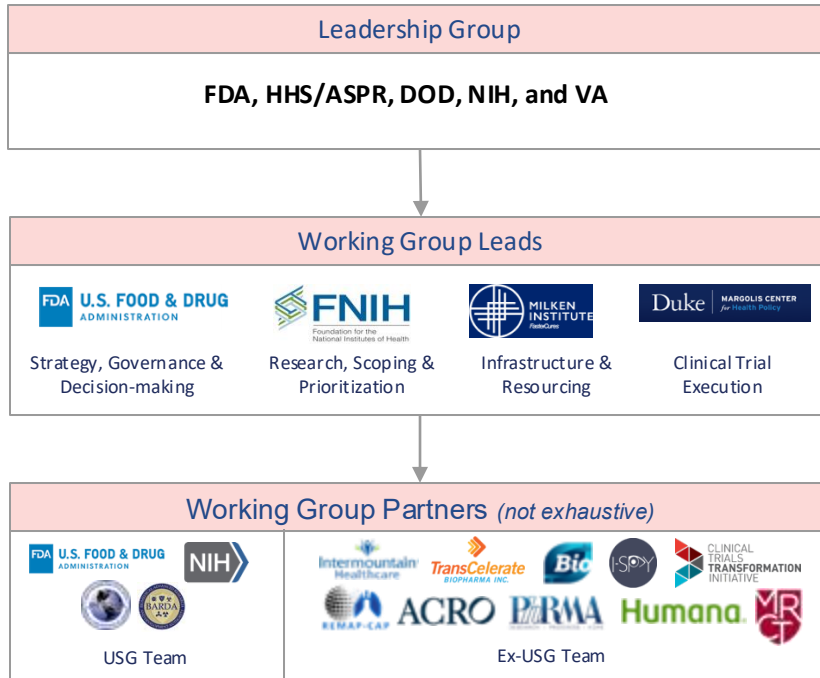 Leadership Group
FDA, HHS/ASPR, DOD, NIH, and VA
Working Group Leads
FDA U.S. FOOD & DRUG
ADMINISTRATION
Strategy, Governance &
Decision-making
FNIH
Foundation for the
National Institutes of Health
Research, Scoping &
Prioritization
MILKEN
INSTITUTE
FasterCures
Infrastructure &
Resourcing
Duke MARGOLIS CENTER
for Health Policy
Clinical Trial
Execution
Working Group Partners (not exhaustive)
FDA U.S. FOOD & DRUG
ADMINISTRATION
NIH
BARDA
USG Team
Intermountain
Healthcare
TransCelerate
BIOPHARMA INC.
Bio
I-SPY
CLINICAL
TRIALS
TRANSFORMATION
INITIATIVE
REMAP-CAP
ACRO
PhRMA
Humana.
MRCT
Ex-USG Team